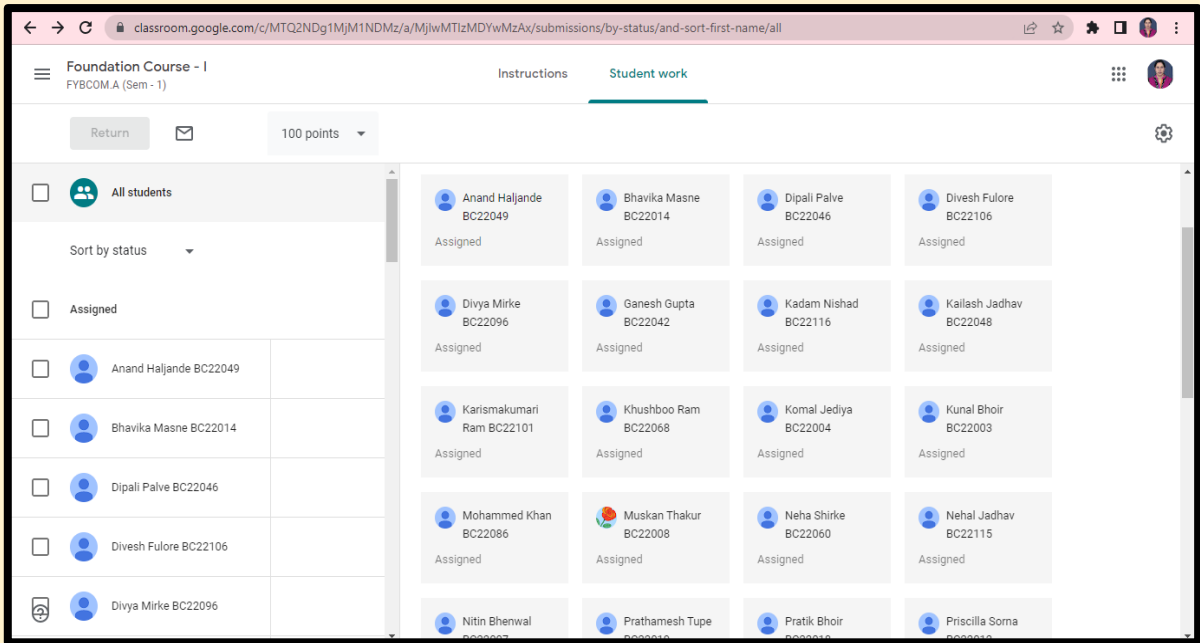 classroom.google.com/c/MTQ2NDg1MjM1NDMz/a/MjIwMTIzMDYwMzAx/submissions/by-status/and-sort-first-name/all
Foundation Course - I
FYBCOM.A (Sem - 1)
Instructions
Student work
Return
100 points
All students
Sort by status
Assigned
Anand Haljande BC22049
Bhavika Masne BC22014
Dipali Palve BC22046
Divesh Fulore BC22106
Divya Mirke BC22096
Anand Haljande
BC22049
Assigned
Bhavika Masne
BC22014
Assigned
Dipali Palve
BC22046
Assigned
Divesh Fulore
BC22106
Assigned
Divya Mirke
BC22096
Assigned
Ganesh Gupta
BC22042
Assigned
Kadam Nishad
BC22116
Assigned
Kailash Jadhav
BC22048
Assigned
Karismakumari
Ram BC22101
Assigned
Khushboo Ram
BC22068
Assigned
Komal Jediya
BC22004
Assigned
Kunal Bhoir
BC22003
Assigned
Mohammed Khan
BC22086
Assigned
Muskan Thakur
BC22008
Assigned
Neha Shirke
BC22060
Assigned
Nehal Jadhav
BC22115
Assigned
Nitin Bhenwal
Prathamesh Tupe
Pratik Bhoir
Priscilla Sorna